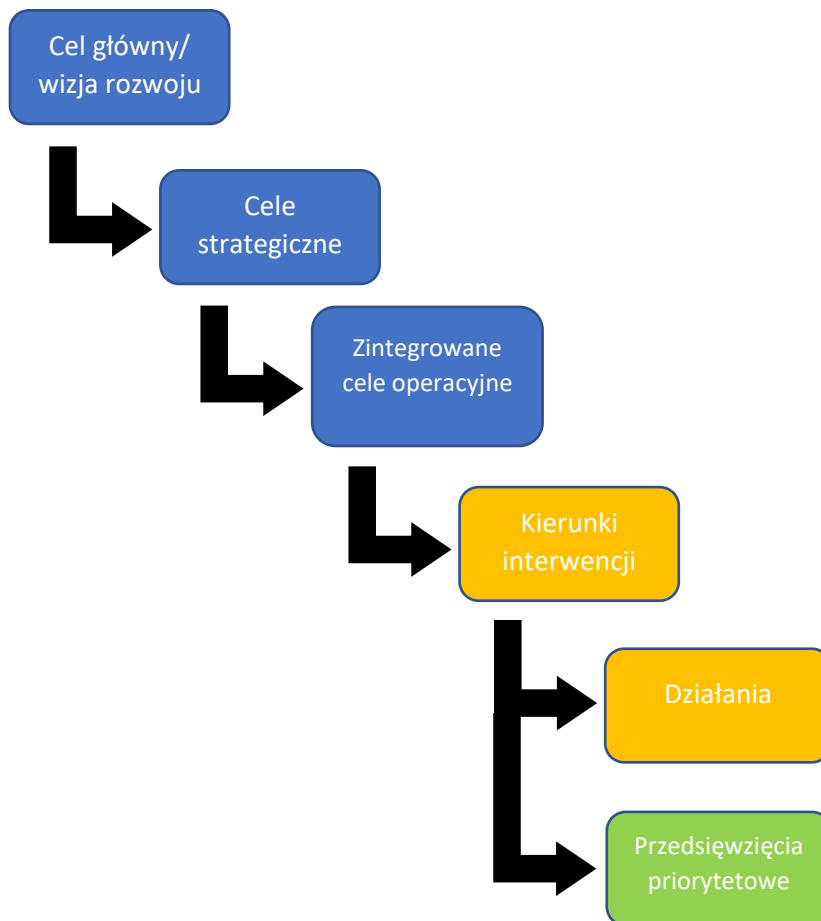 Cel główny/
wizja rozwoju
Cele
strategiczne
Zintegrowane
cele operacyjne
Kierunki
interwencji
Działania
Przedsięwzięcia
priorytetowe